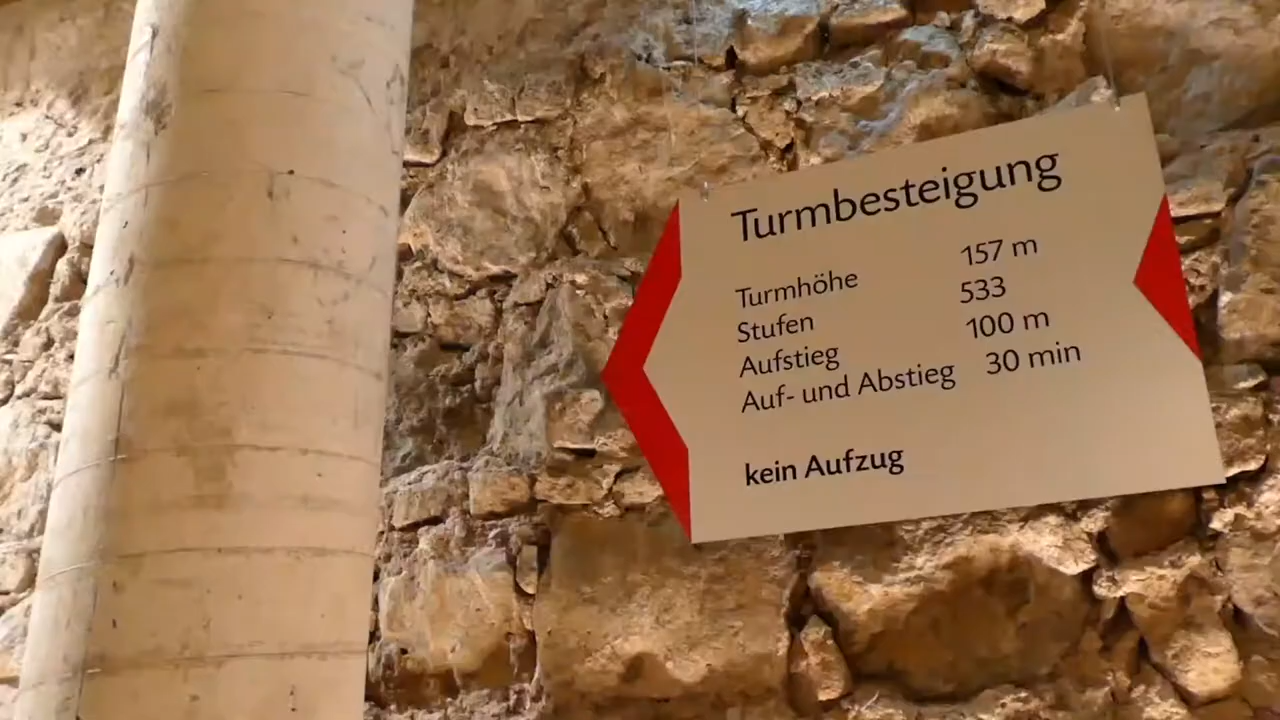 Turmbesteigung
Turmhöhe 157 m
Stufen 533
Aufstieg 100 m
Auf- und Abstieg 30 min
kein Aufzug